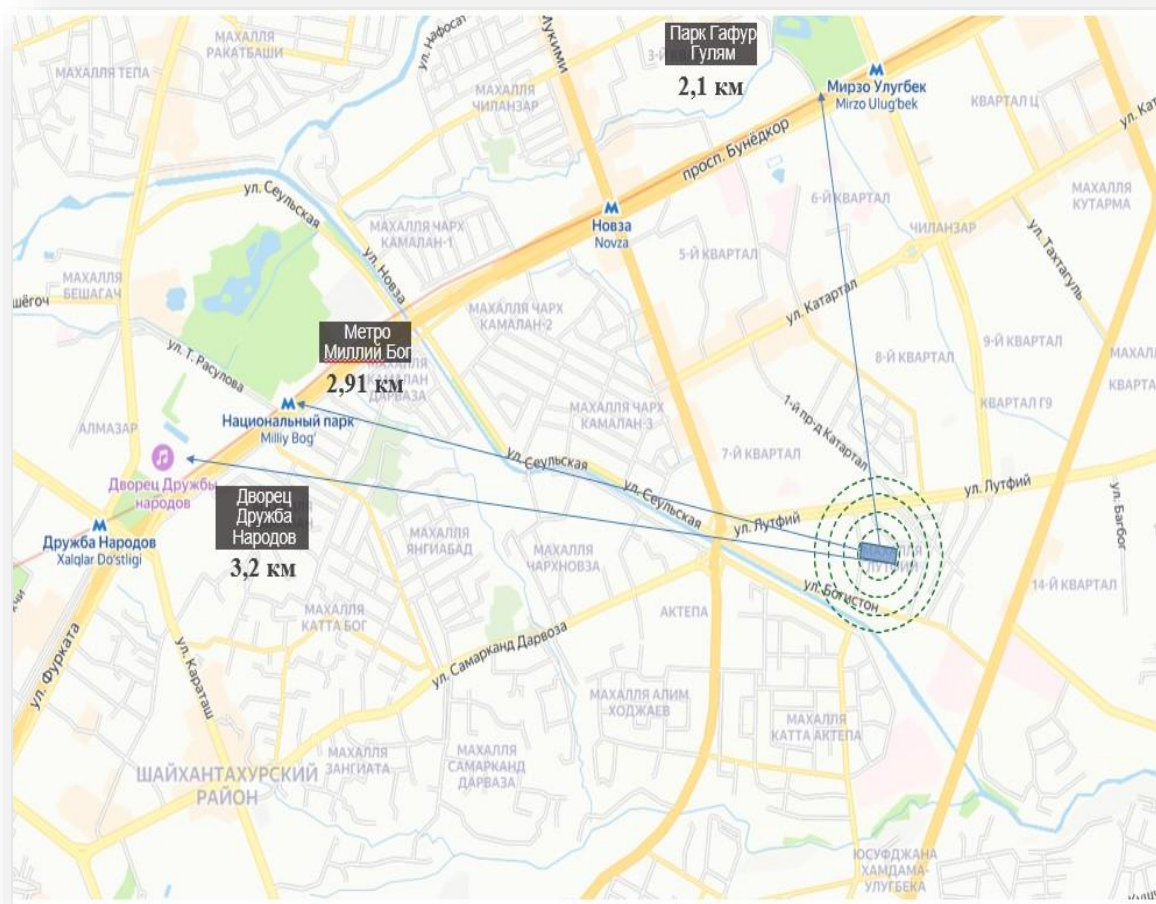 Парк Гафур
Гулям
2,1 км
МАХАЛЛЯ
РАКАТБАШИ
МАХАЛЛЯ ТЕПА
ул. Нафосат
МАХАЛЛЯ
ЧИЛАНЗАР
Мирзо Улугбек
Mirzo Ulug'bek
КВАРТАЛ Ц
просп. Бунёдкор
ул. Сеульская
МАХАЛЛЯ ЧАРХ
КАМАЛАН-1
ул. Новза
Новза
Novza
6-Й КВАРТАЛ
МАХАЛЛЯ
КУТАРМА
5-Й КВАРТАЛ
ЧИЛАНЗАР
ул. Тахтагуль
МАХАЛЛЯ
БЕШАГАЧ
МАХАЛЛЯ ЧАРХ
КАМАЛАН-2
ул. Катартал
Метро
Миллий Бог
2,91 км
ул. Т. Расулова
КАМАЛАН
ДАРВАЗА
8-Й КВАРТАЛ
9-Й КВАРТАЛ
КВАРТАЛ Г9
АЛМАЗАР
Национальный парк
Milliy Bog'
МАХАЛЛЯ ЧАРХ
КАМАЛАН-3
1-й пр-д Катартал
7-Й КВАРТАЛ
Дворец Дружбы
народов
ул. Сеульская
ул. Сеульская
ул. Лутфий
ул. Лутфий
ул. Багбог
Дворец
Дружба
Народов
3,2 км
Дружба Народов
Xalqlar Do'stligi
МАХАЛЛЯ
ЯНГИАБАД
МАХАЛЛЯ
ЧАРХНОВЗА
МАХАЛЛЯ
ЛУТФИЙ
ул. Богистон
14-Й КВАРТАЛ
АКТЕПА
МАХАЛЛЯ
КАТТА БОГ
ул. Самарканд Дарвоза
ул. Фурката
ул. Караташ
МАХАЛЛЯ АЛИМ
ХОДЖАЕВ
МАХАЛЛЯ
КАТТА АКТЕПА
МАХАЛЛЯ
ЗАНГИАТА
МАХАЛЛЯ
САМАРКАНД
ДАРВАЗА
ШАЙХАНТАХУРСКИЙ
РАЙОН
ЮСУФДЖАНА
ХАМДАМА-
УЛУГБЕКА